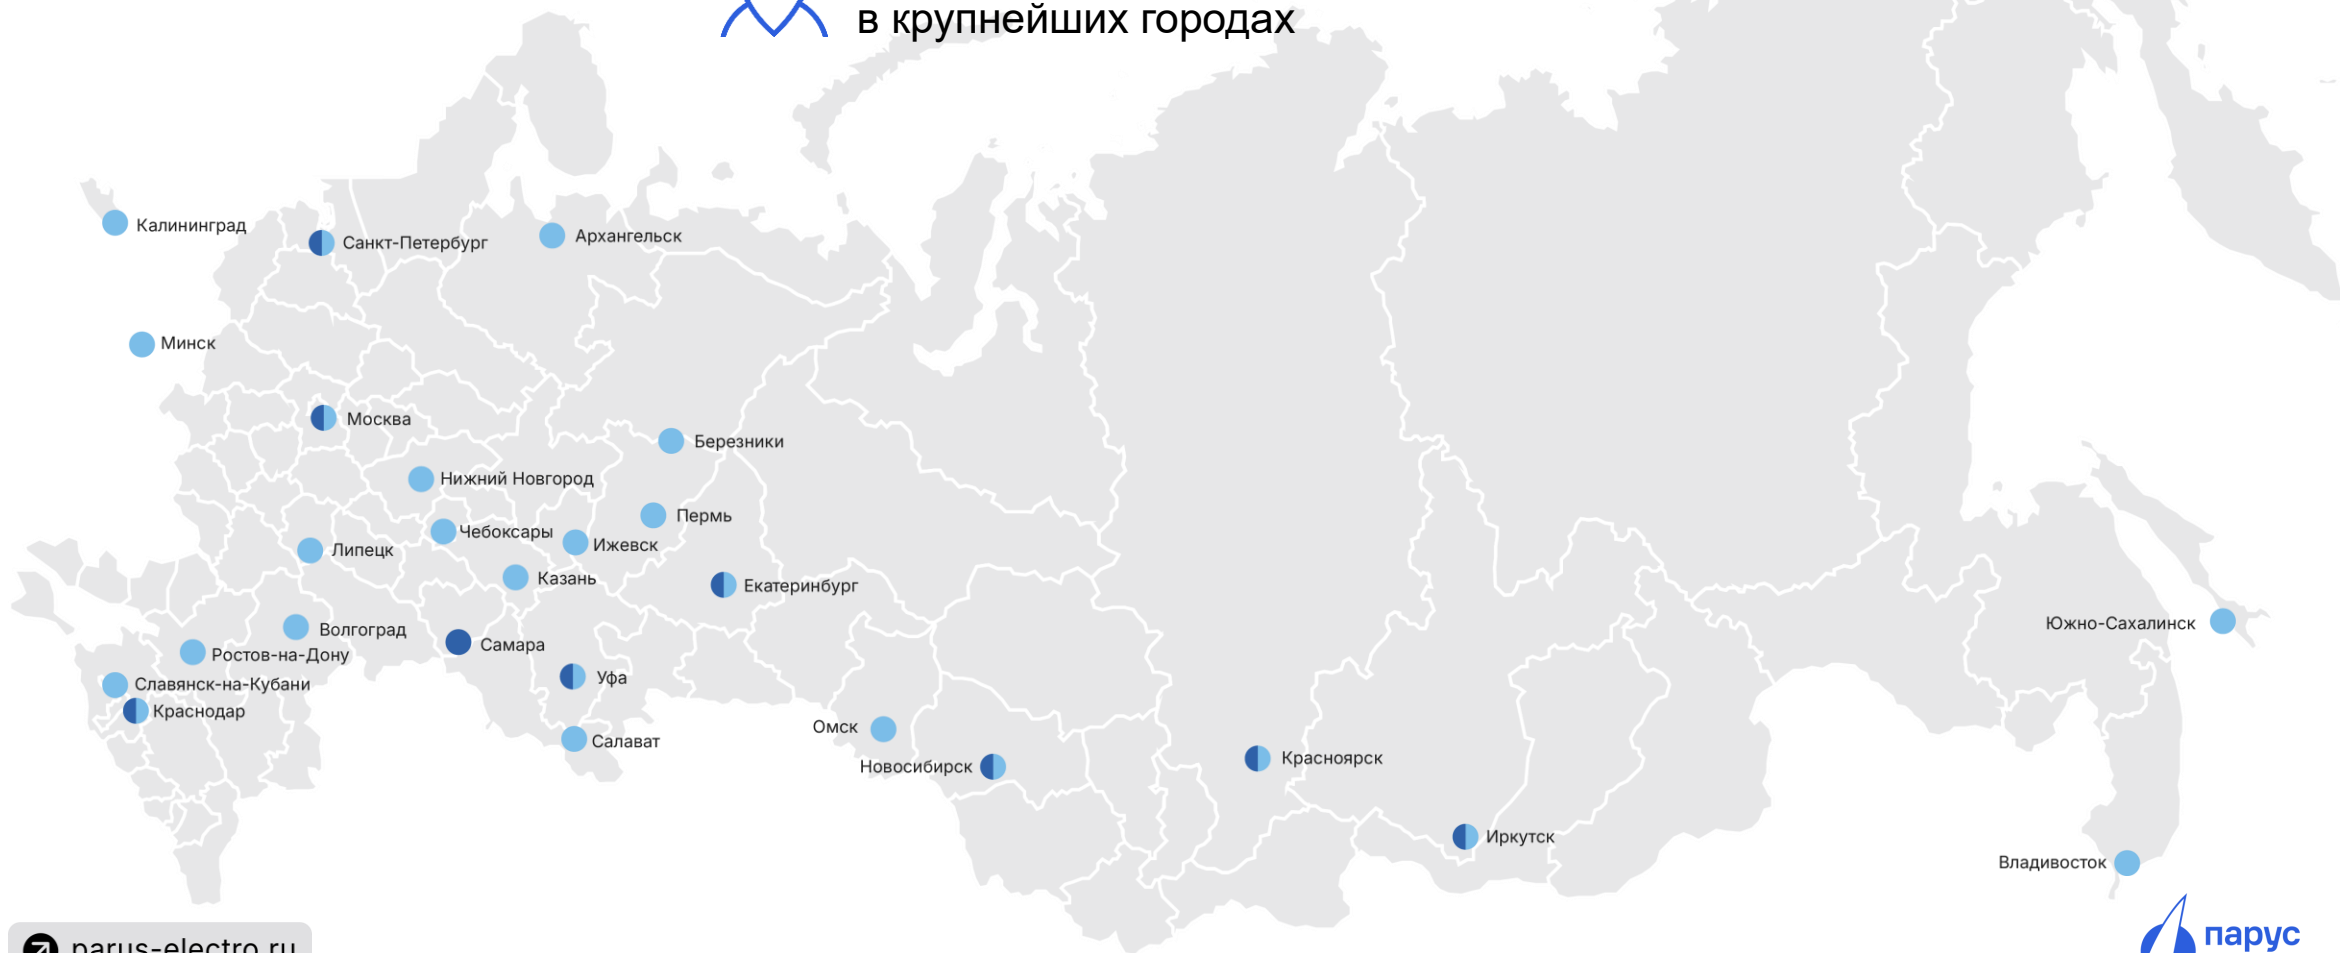 в крупнейших городах
Калининград
Санкт-Петербург
Архангельск
Минск
Москва
Березники
Нижний Новгород
Пермь
Чебоксары
Ижевск
Липецк
Казань
Екатеринбург
Волгоград
Самара
Южно-Сахалинск
Ростов-на-Дону
Уфа
Славянск-на-Кубани
Краснодар
Омск
Салават
Новосибирск
Красноярск
Иркутск
Владивосток
парус
parus-electro.ru